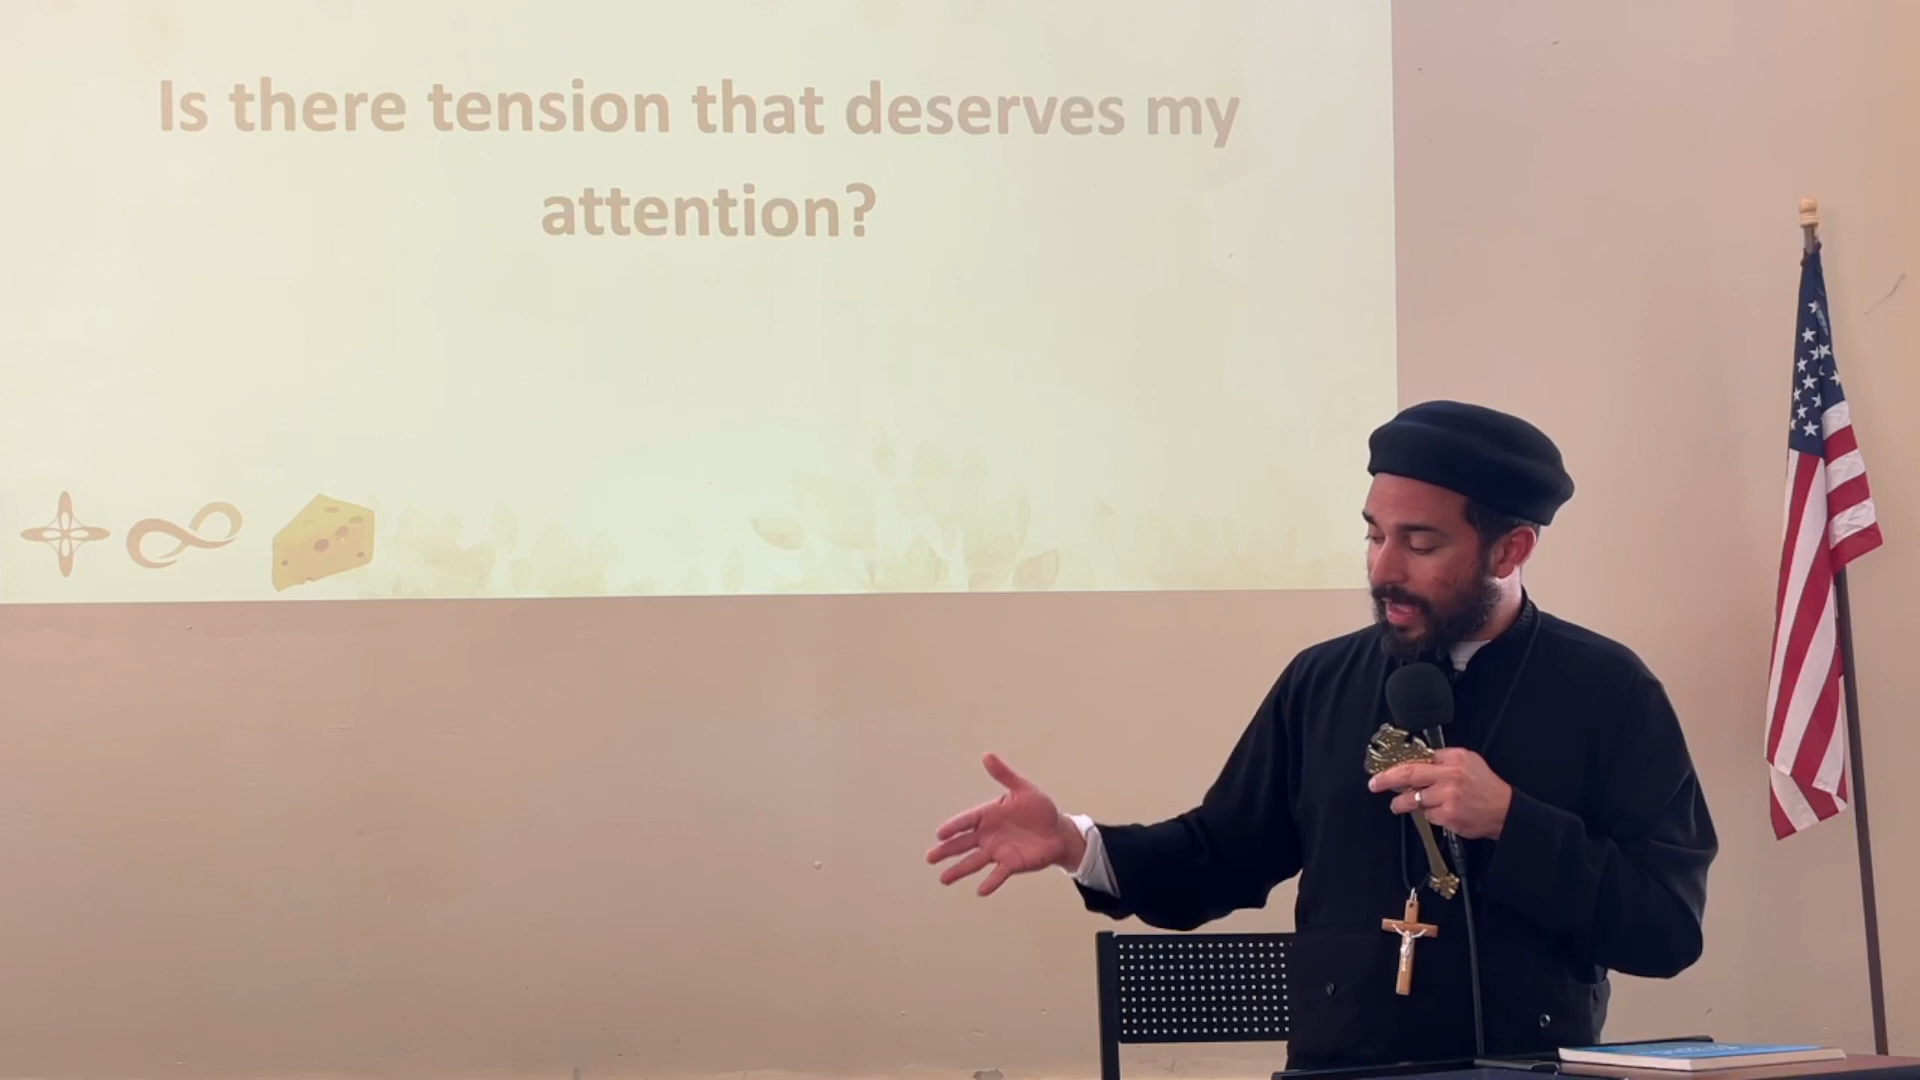 Is there tension that deserves my
attention?